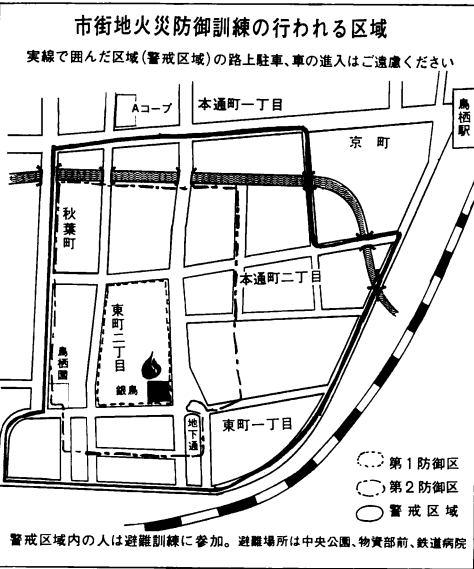 市街地火災防御訓練の行われる区域
実線で囲んだ区域(警戒区域)の路上駐車、車の進入はご遠慮ください
Aコープ
本通町一丁目
鳥栖駅
京町
秋葉町
本通町二丁目
東町二丁目
鳥栖園
銀鳥
地下道
東町一丁目
第1防御区
第2防御区
警戒区域
警戒区域内の人は避難訓練に参加。避難場所は中央公園、物資部前、鉄道病院